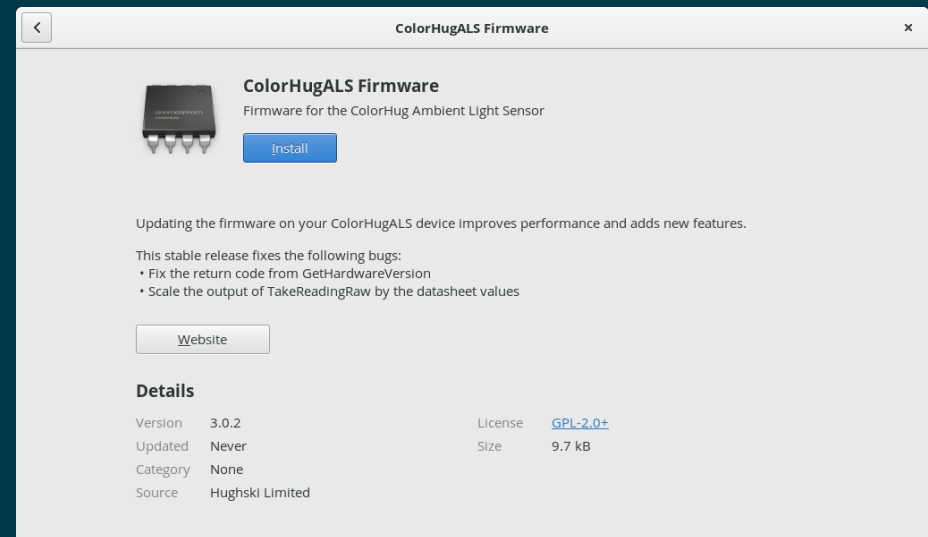 ColorHugALS Firmware
ColorHugALS Firmware
Firmware for the ColorHug Ambient Light Sensor
Install
Updating the firmware on your ColorHugALS device improves performance and adds new features.
This stable release fixes the following bugs:
• Fix the return code from GetHardwareVersion
• Scale the output of TakeReadingRaw by the datasheet values
Website
Details
Version 3.0.2 License GPL-2.0+
Updated Never Size 9.7 kB
Category None
Source Hughski Limited